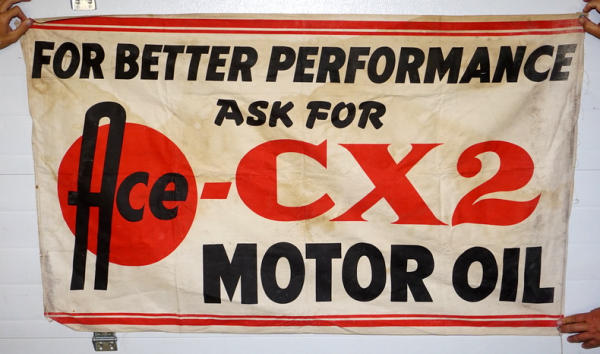 FOR BETTER PERFORMANCE
ASK FOR
Ace-CX2
MOTOR OIL